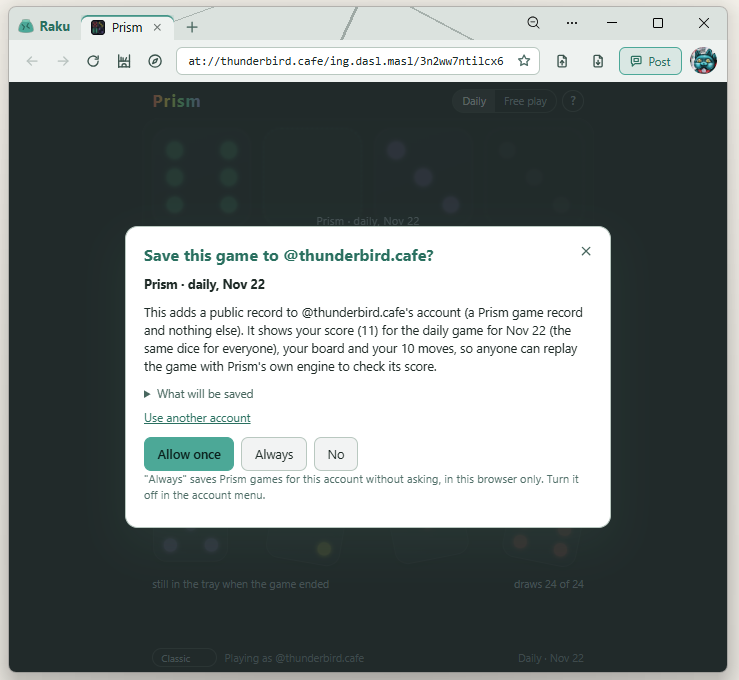 Raku
Prism
at://thunderbird.cafe/ing.dasl.masl/3n2ww7ntilcx6
Post
Prism
Daily
Free play
?
Prism · daily, Nov 22
Save this game to @thunderbird.cafe?
Prism · daily, Nov 22
This adds a public record to @thunderbird.cafe's account (a Prism game record
and nothing else). It shows your score (11) for the daily game for Nov 22 (the
same dice for everyone), your board and your 10 moves, so anyone can replay
the game with Prism's own engine to check its score.
What will be saved
Use another account
Allow once
Always
No
"Always" saves Prism games for this account without asking, in this browser only. Turn it
off in the account menu.
still in the tray when the game ended
draws 24 of 24
Classic
Playing as @thunderbird.cafe
Daily · Nov 22